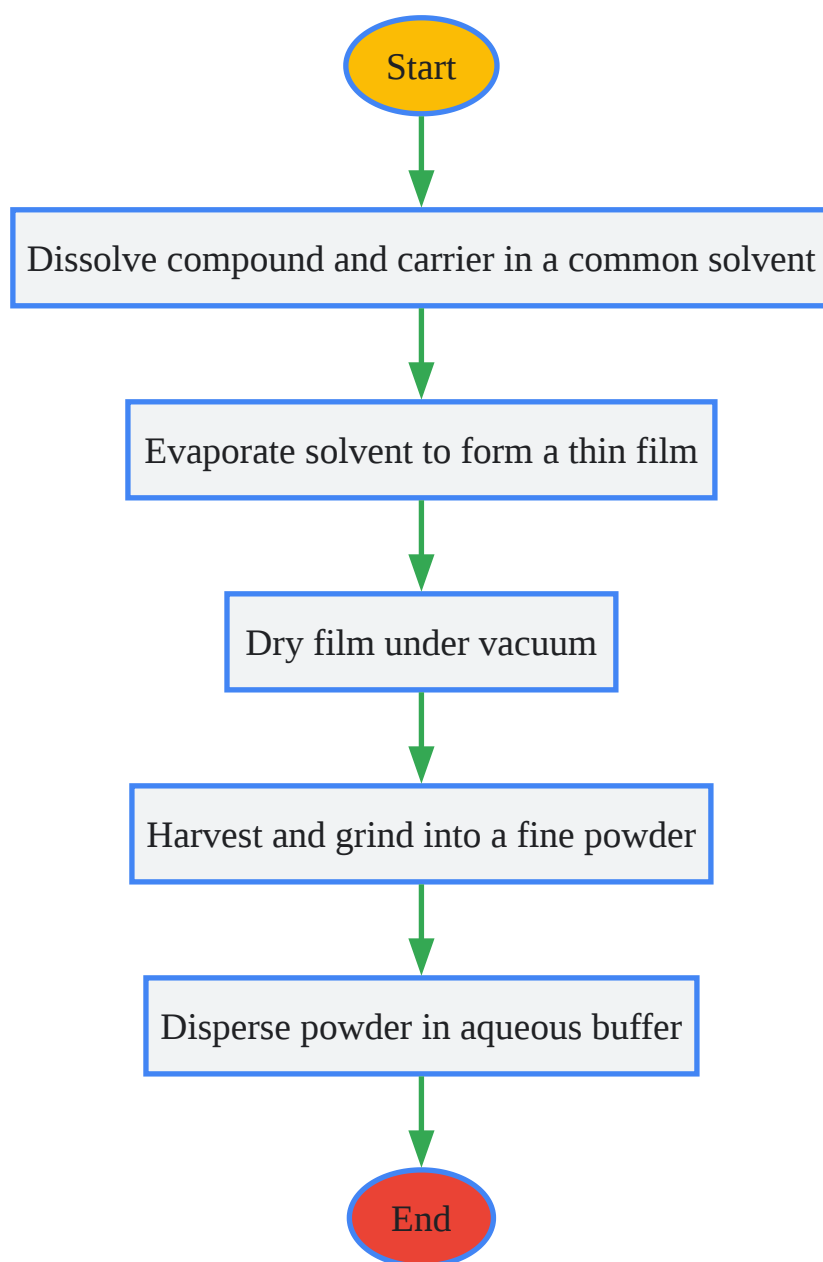 Start
Dissolve compound and carrier in a common solvent
Evaporate solvent to form a thin film
Dry film under vacuum
Harvest and grind into a fine powder
Disperse powder in aqueous buffer
End